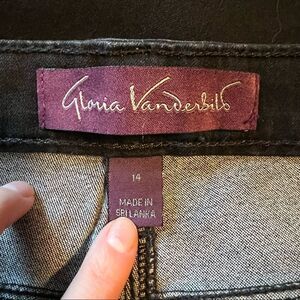 Gloria Vanderbilt
14
MADE IN
SRI LANKA